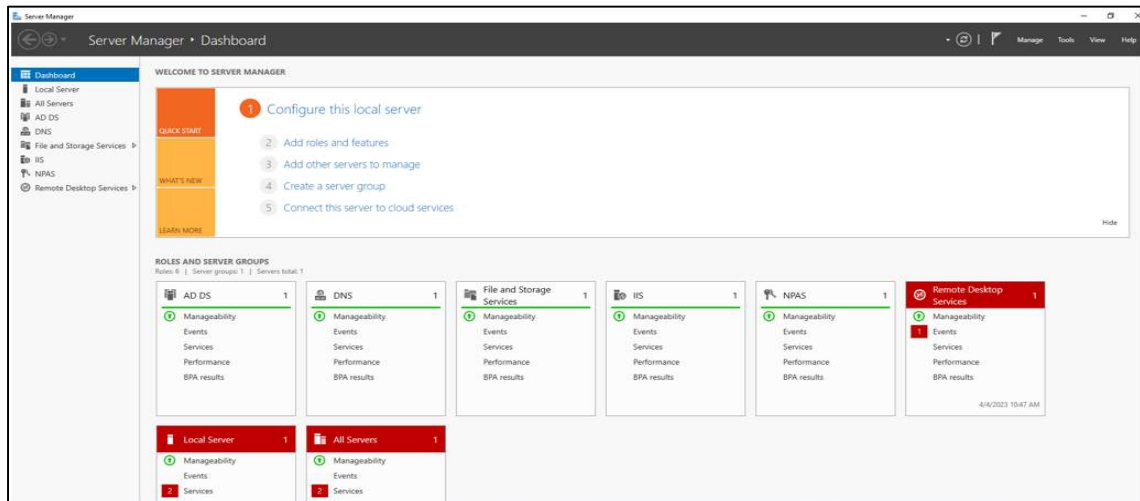 Server Manager
Server Manager • Dashboard
Manage Tools View Help
Dashboard
Local Server
All Servers
AD DS
DNS
File and Storage Services
IIS
NPAS
Remote Desktop Services
WELCOME TO SERVER MANAGER
QUICK START
WHAT'S NEW
LEARN MORE
1 Configure this local server
2 Add roles and features
3 Add other servers to manage
4 Create a server group
5 Connect this server to cloud services
Hide
ROLES AND SERVER GROUPS
Roles: 6 | Server groups: 1 | Servers total: 1
AD DS 1
Manageability
Events
Services
Performance
BPA results
DNS 1
Manageability
Events
Services
Performance
BPA results
File and Storage
Services 1
Manageability
Events
Services
Performance
BPA results
IIS 1
Manageability
Events
Services
Performance
BPA results
NPAS 1
Manageability
Events
Services
Performance
BPA results
Remote Desktop
Services 1
Manageability
1 Events
Services
Performance
BPA results
4/4/2023 10:47 AM
Local Server 1
Manageability
Events
2 Services
All Servers 1
Manageability
Events
2 Services